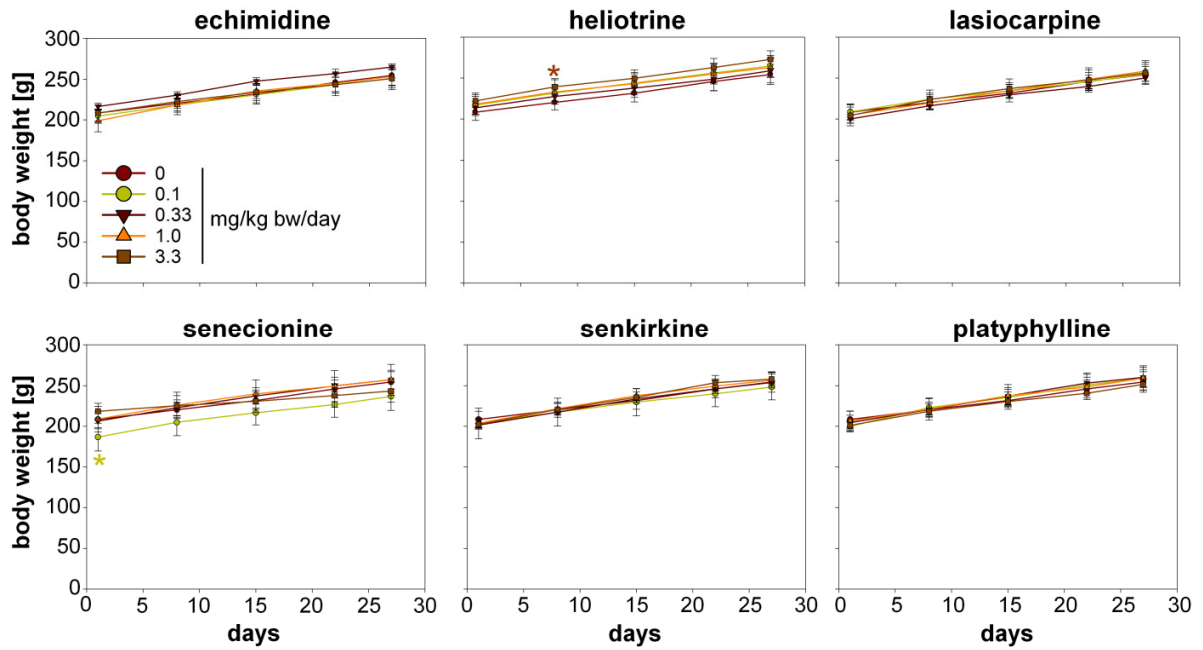 echimidine
heliotrine
lasiocarpine
body weight [g]
300
250
200
150
100
50
0
0
0.1
0.33
1.0
3.3
mg/kg bw/day
*
senecionine
senkirkine
platyphylline
body weight [g]
300
250
200
150
100
50
0
*
0 5 10 15 20 25 30
0 5 10 15 20 25 30
0 5 10 15 20 25 30
days
days
days